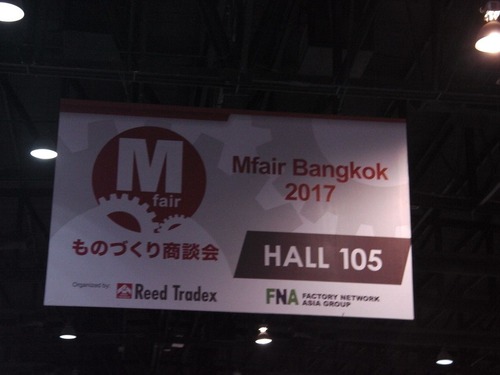 M
fair
Mfair Bangkok
2017
ものづくり商談会
HALL 105
Organised by:
Reed Tradex
FNA FACTORY NETWORK
ASIA GROUP